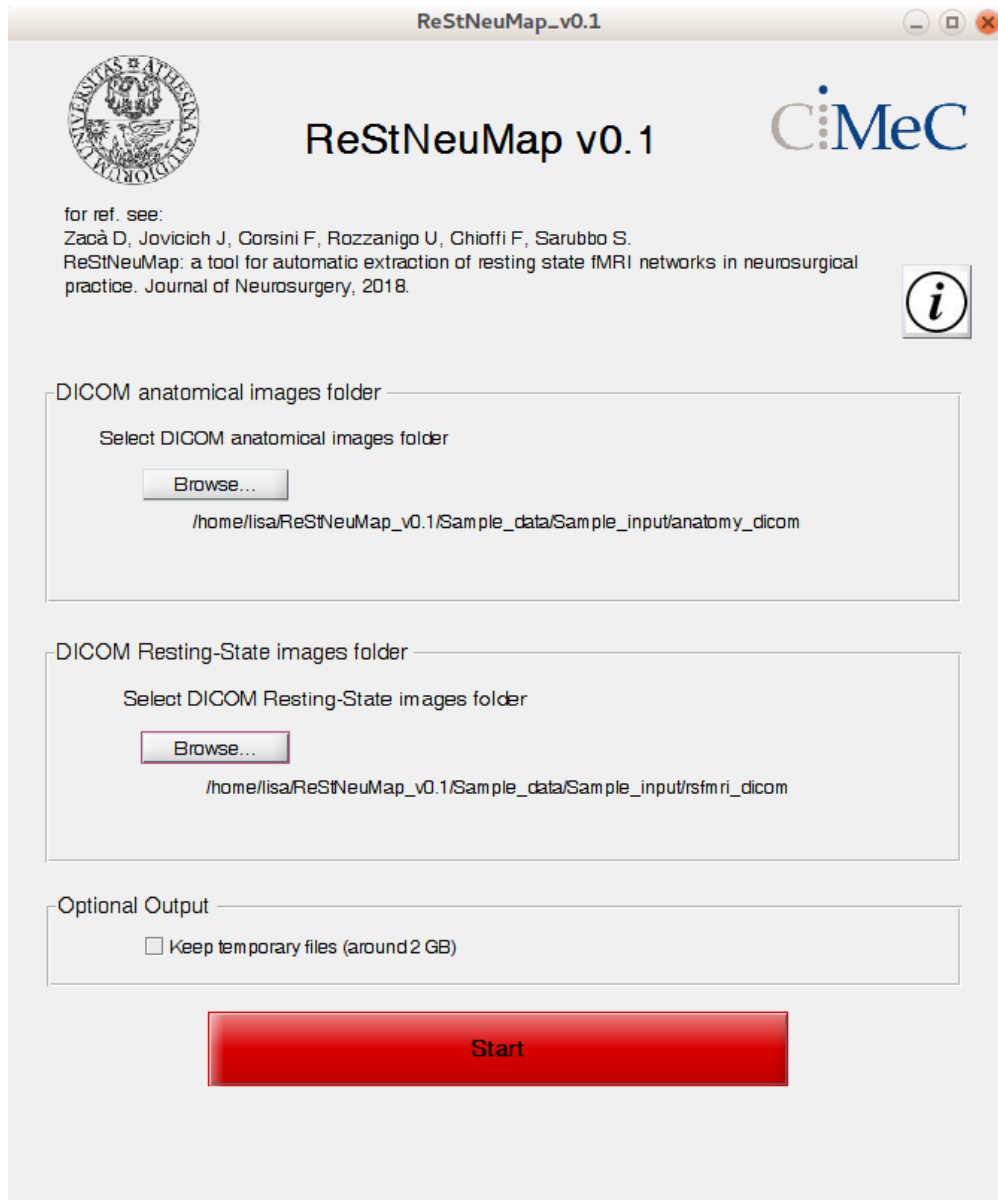 ReStNeuMap_v0.1
UNIVERSITAS ATHESINA STUDIORUM
ReStNeuMap v0.1
CiMeC
for ref. see:
Zacà D, Jovicich J, Corsini F, Rozzanigo U, Chioffi F, Sarubbo S.
ReStNeuMap: a tool for automatic extraction of resting state fMRI networks in neurosurgical
practice. Journal of Neurosurgery, 2018.
i
DICOM anatomical images folder
Select DICOM anatomical images folder
Browse...
/home/lisa/ReStNeuMap_v0.1/Sample_data/Sample_input/anatomy_dicom
DICOM Resting-State images folder
Select DICOM Resting-State images folder
Browse...
/home/lisa/ReStNeuMap_v0.1/Sample_data/Sample_input/rsfmri_dicom
Optional Output
Keep temporary files (around 2 GB)
Start